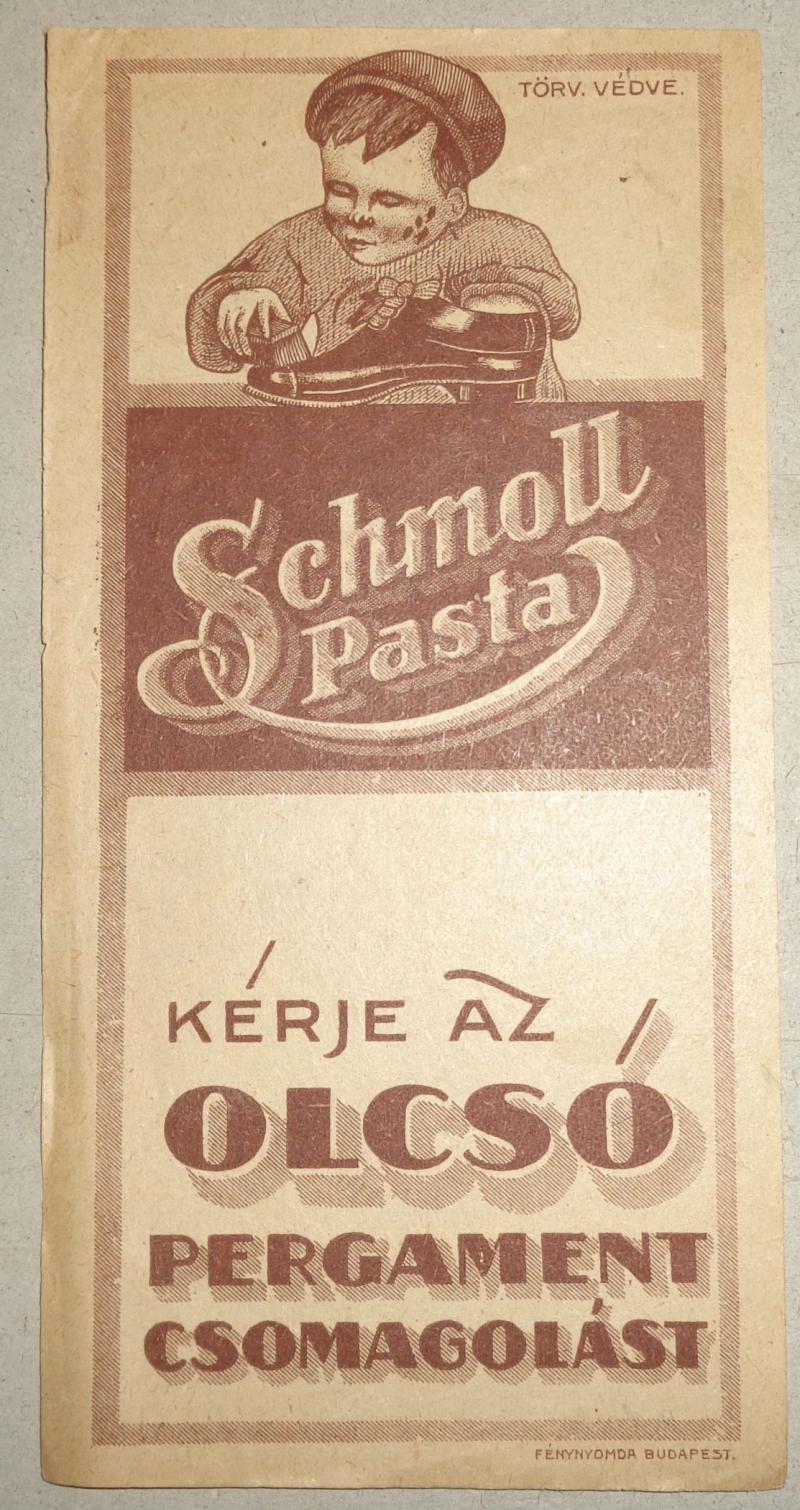 TÖRV. VÉDVE.
Schmoll
Pasta
KÉRJE AZ
OLCSÓ
PERGAMENT
CSOMAGOLÁST
FÉNYNYOMDA BUDAPEST.